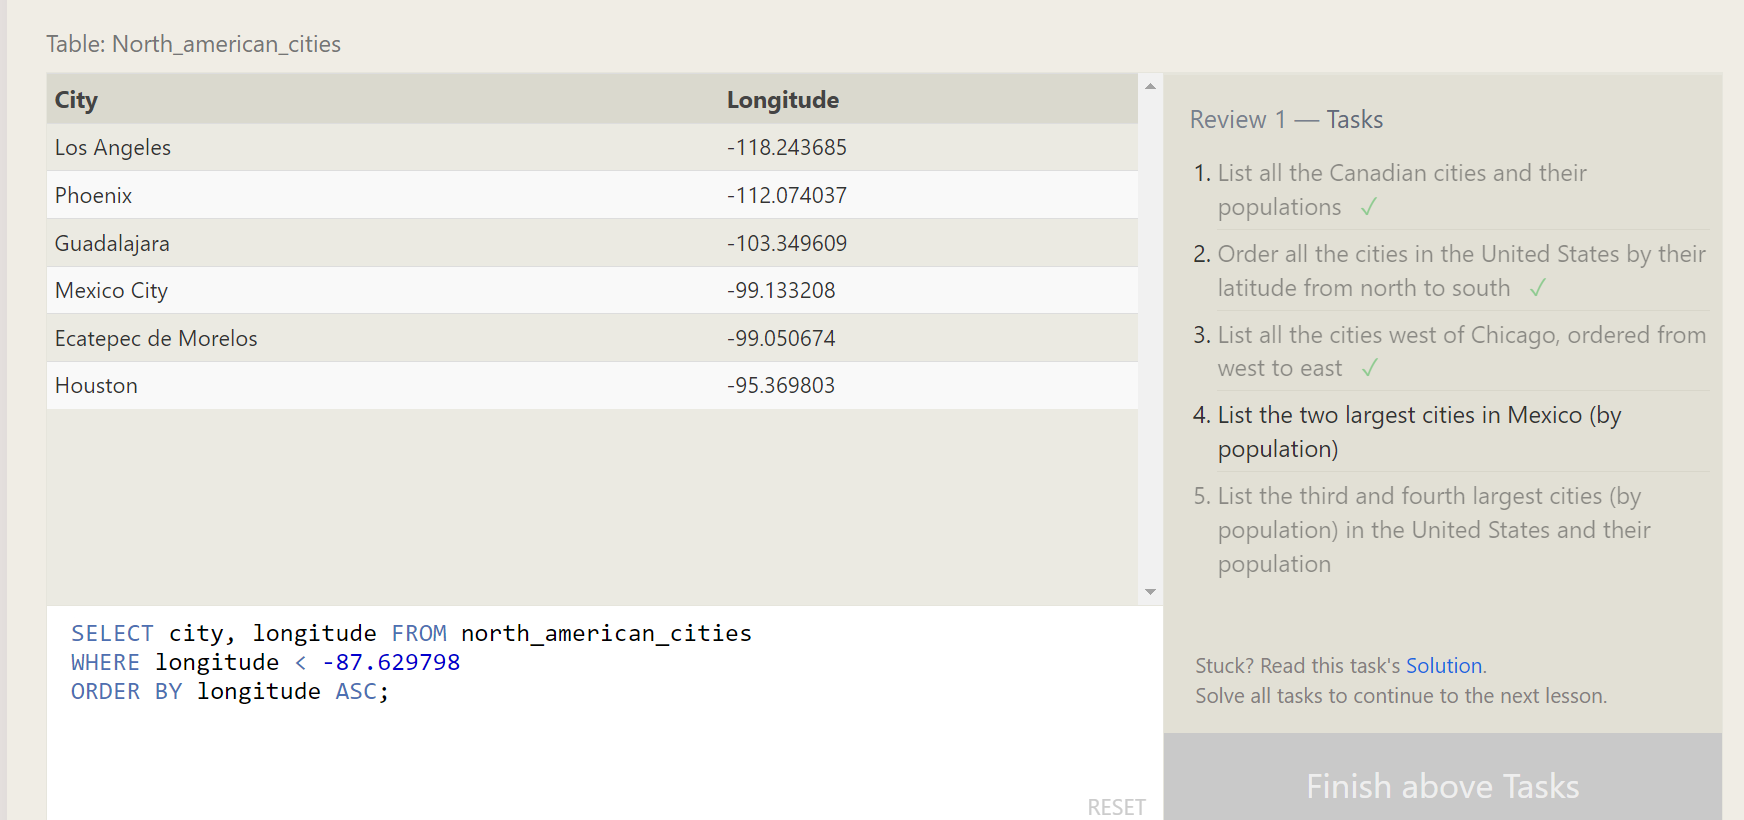 Table: North_american_cities
City Longitude
Los Angeles -118.243685
Phoenix -112.074037
Guadalajara -103.349609
Mexico City -99.133208
Ecatepec de Morelos -99.050674
Houston -95.369803
SELECT city, longitude FROM north_american_cities
WHERE longitude < -87.629798
ORDER BY longitude ASC;
RESET
Review 1 — Tasks
1. List all the Canadian cities and their
populations ✓
2. Order all the cities in the United States by their
latitude from north to south ✓
3. List all the cities west of Chicago, ordered from
west to east ✓
4. List the two largest cities in Mexico (by
population)
5. List the third and fourth largest cities (by
population) in the United States and their
population
Stuck? Read this task's Solution.
Solve all tasks to continue to the next lesson.
Finish above Tasks